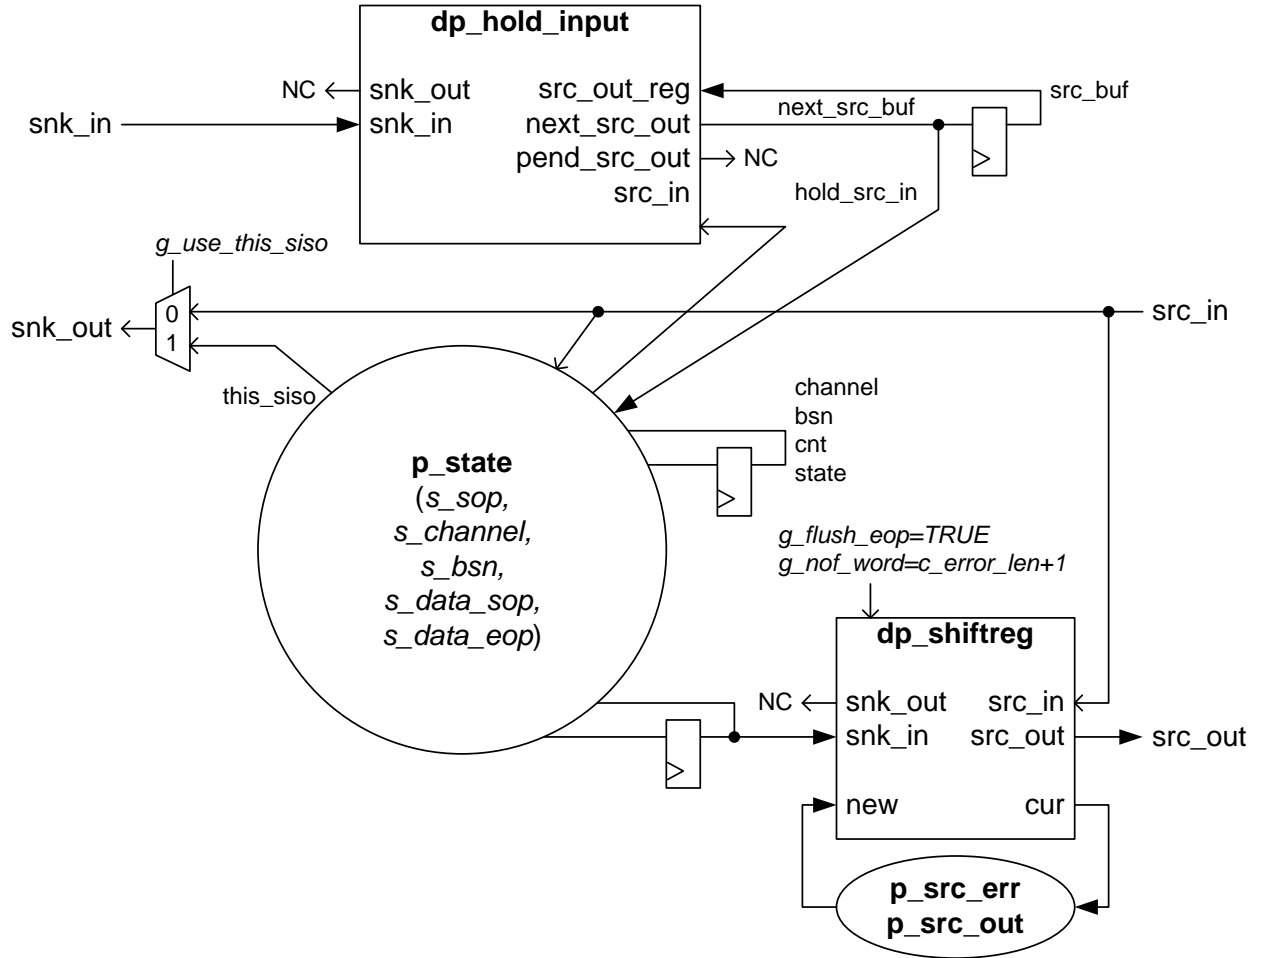 dp_hold_input
NC
snk_out
src_out_reg
src_buf
snk_in
snk_in
next_src_out
next_src_buf
pend_src_out
NC
src_in
hold_src_in
g_use_this_siso
snk_out
0
1
src_in
this_siso
channel
bsn
cnt
state
p_state
(s_sop,
s_channel,
s_bsn,
s_data_sop,
s_data_eop)
g_flush_eop=TRUE
g_nof_word=c_error_len+1
dp_shiftreg
NC
snk_out
src_in
snk_in
src_out
src_out
new
cur
p_src_err
p_src_out